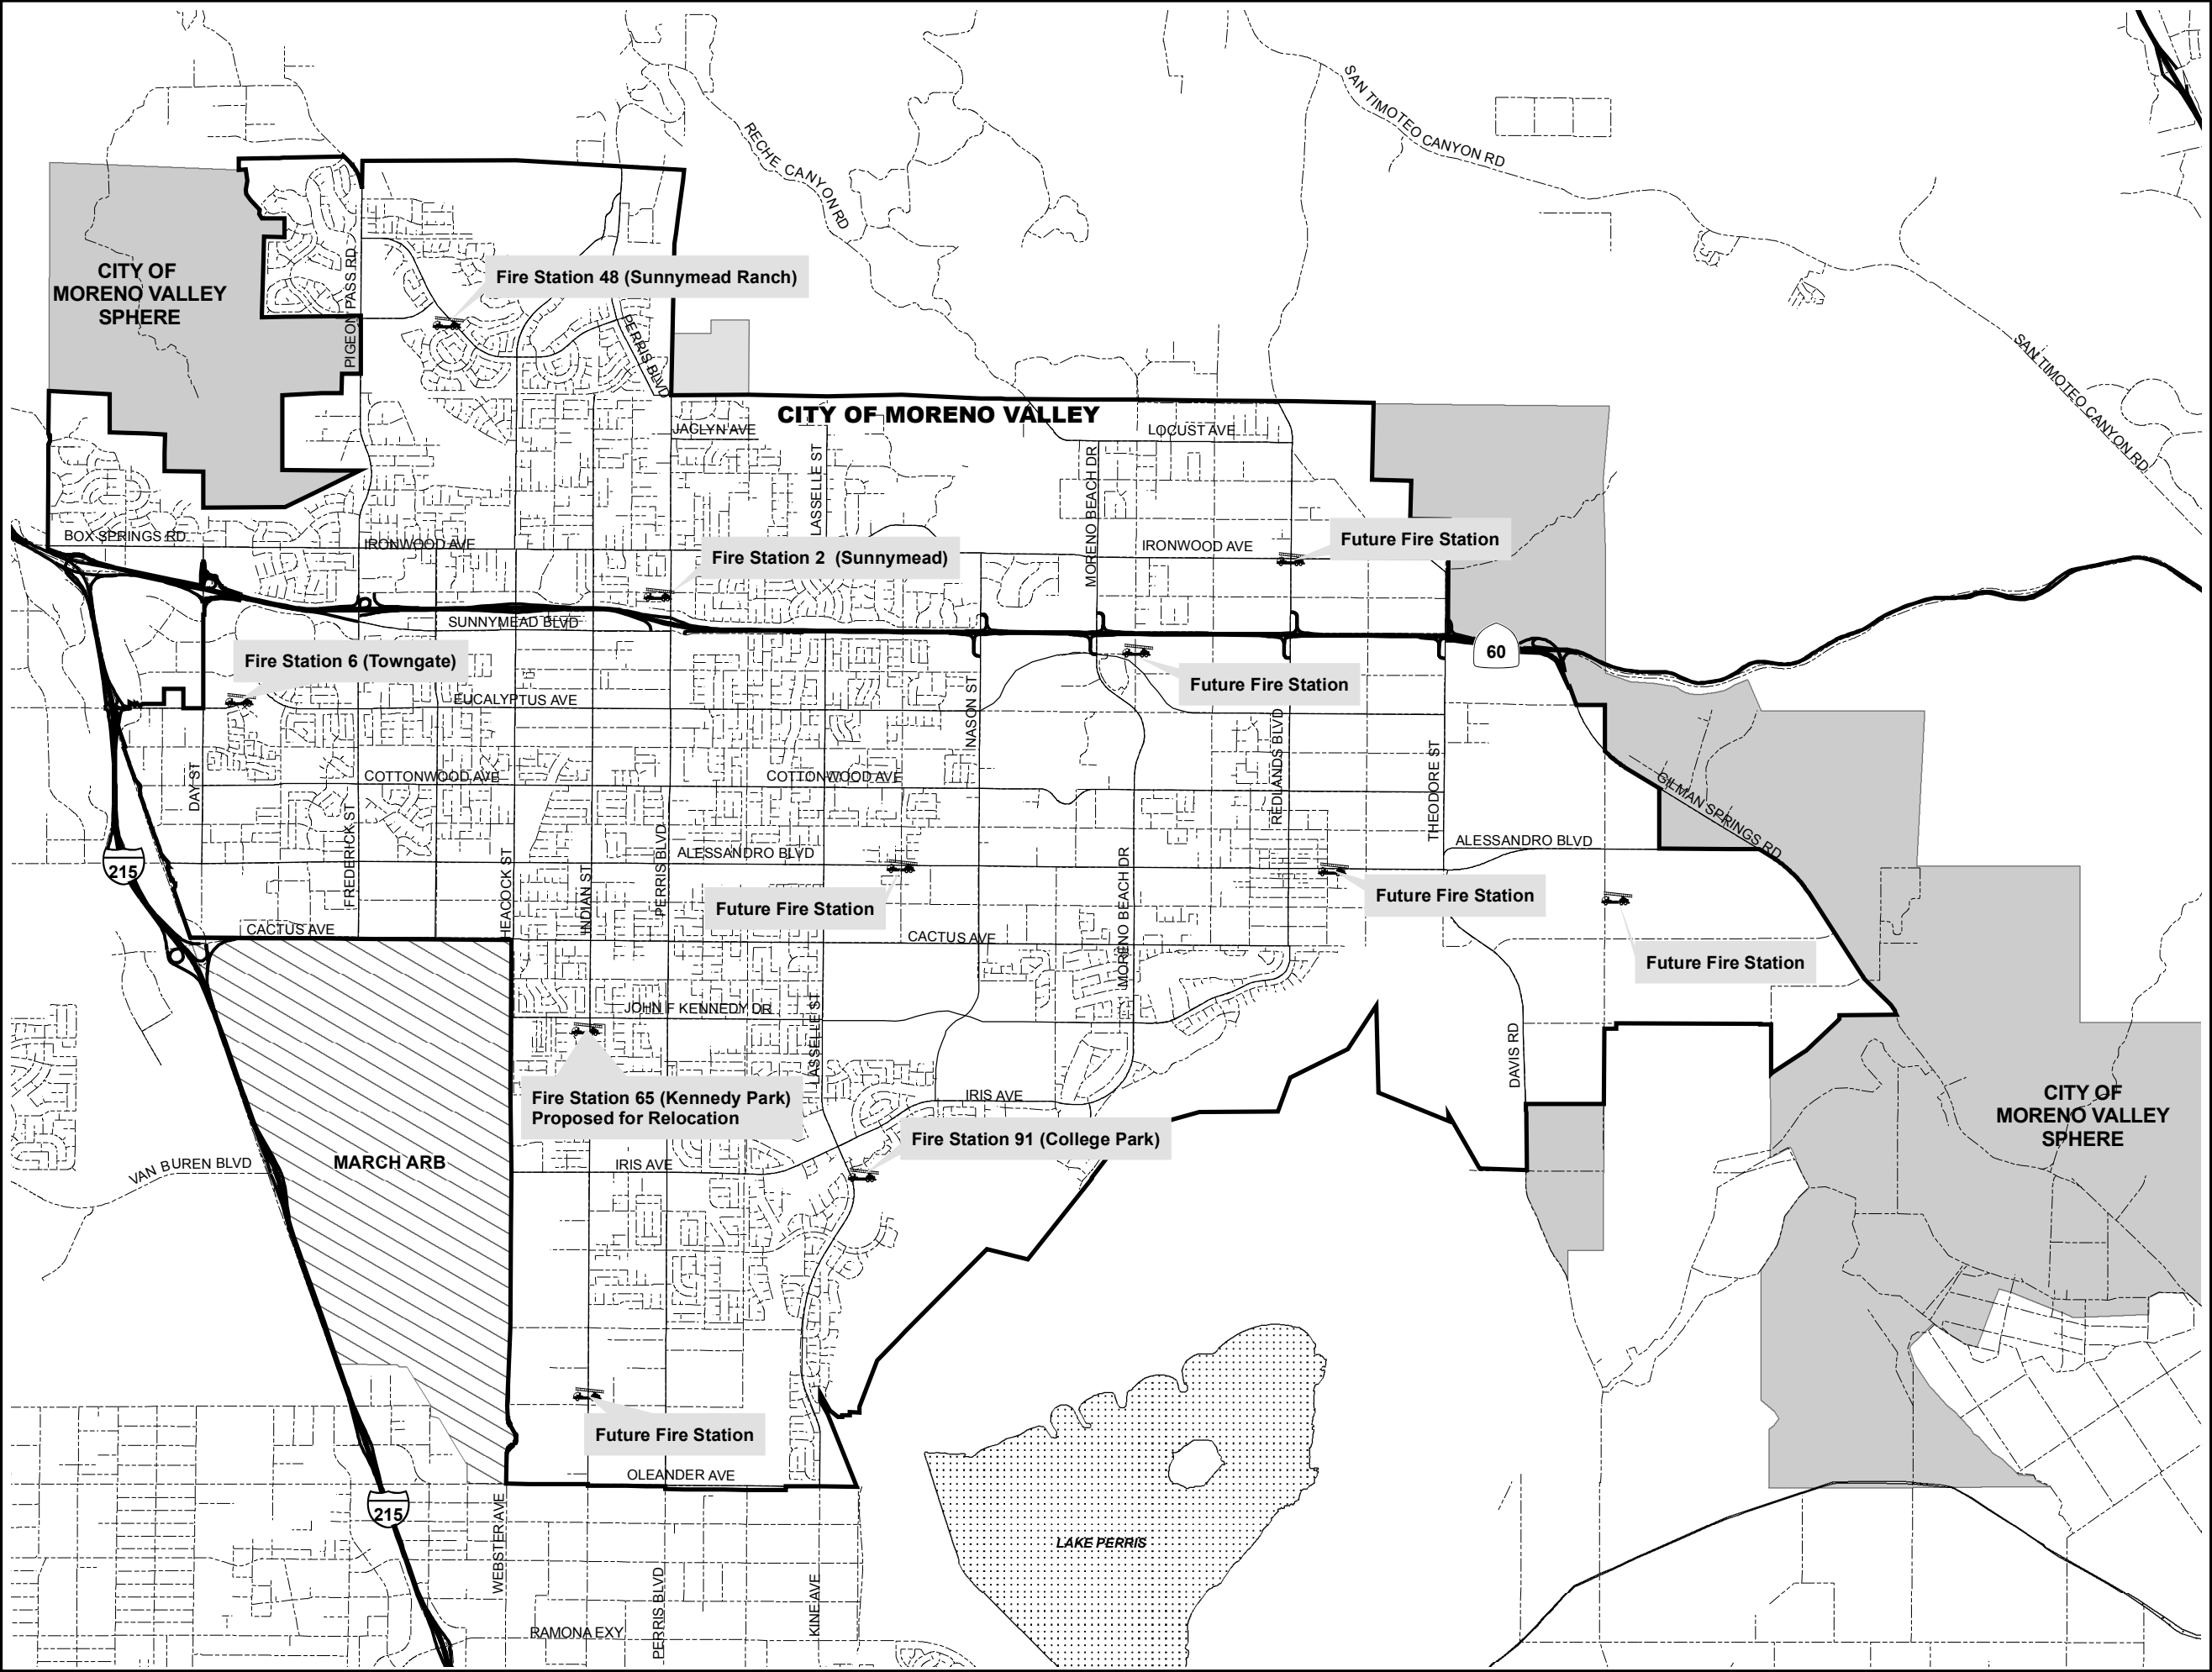 SAN TIMOTEO CANYON RD
RECHE CANYON RD
CITY OF
MORENO VALLEY
SPHERE
PIGEON PASS RD
Fire Station 48 (Sunnymead Ranch)
PERRIS BLVD
SAN TIMOTEO CANYON RD
CITY OF MORENO VALLEY
JACLYN AVE
LOCUST AVE
LASSELLE ST
MORENO BEACH DR
BOX SPRINGS RD
IRONWOOD AVE
IRONWOOD AVE
Future Fire Station
Fire Station 2 (Sunnymead)
SUNNYMEAD BLVD
60
Fire Station 6 (Towngate)
Future Fire Station
EUCALYPTUS AVE
NASON ST
REDLANDS BLVD
THEODORE ST
DAY ST
COTTONWOOD AVE
COTTONWOOD AVE
GILMAN SPRINGS RD
FREDERICK ST
HEACOCK ST
INDIAN ST
PERRIS BLVD
ALESSANDRO BLVD
ALESSANDRO BLVD
215
MORENO BEACH DR
Future Fire Station
Future Fire Station
CACTUS AVE
CACTUS AVE
Future Fire Station
JOHN F KENNEDY DR
LASSELLE ST
DAVIS RD
Fire Station 65 (Kennedy Park)
Proposed for Relocation
IRIS AVE
CITY OF
MORENO VALLEY
SPHERE
Fire Station 91 (College Park)
VAN BUREN BLVD
MARCH ARB
IRIS AVE
Future Fire Station
OLEANDER AVE
215
WEBSTER AVE
LAKE PERRIS
PERRIS BLVD
KINE AVE
RAMONA EXY